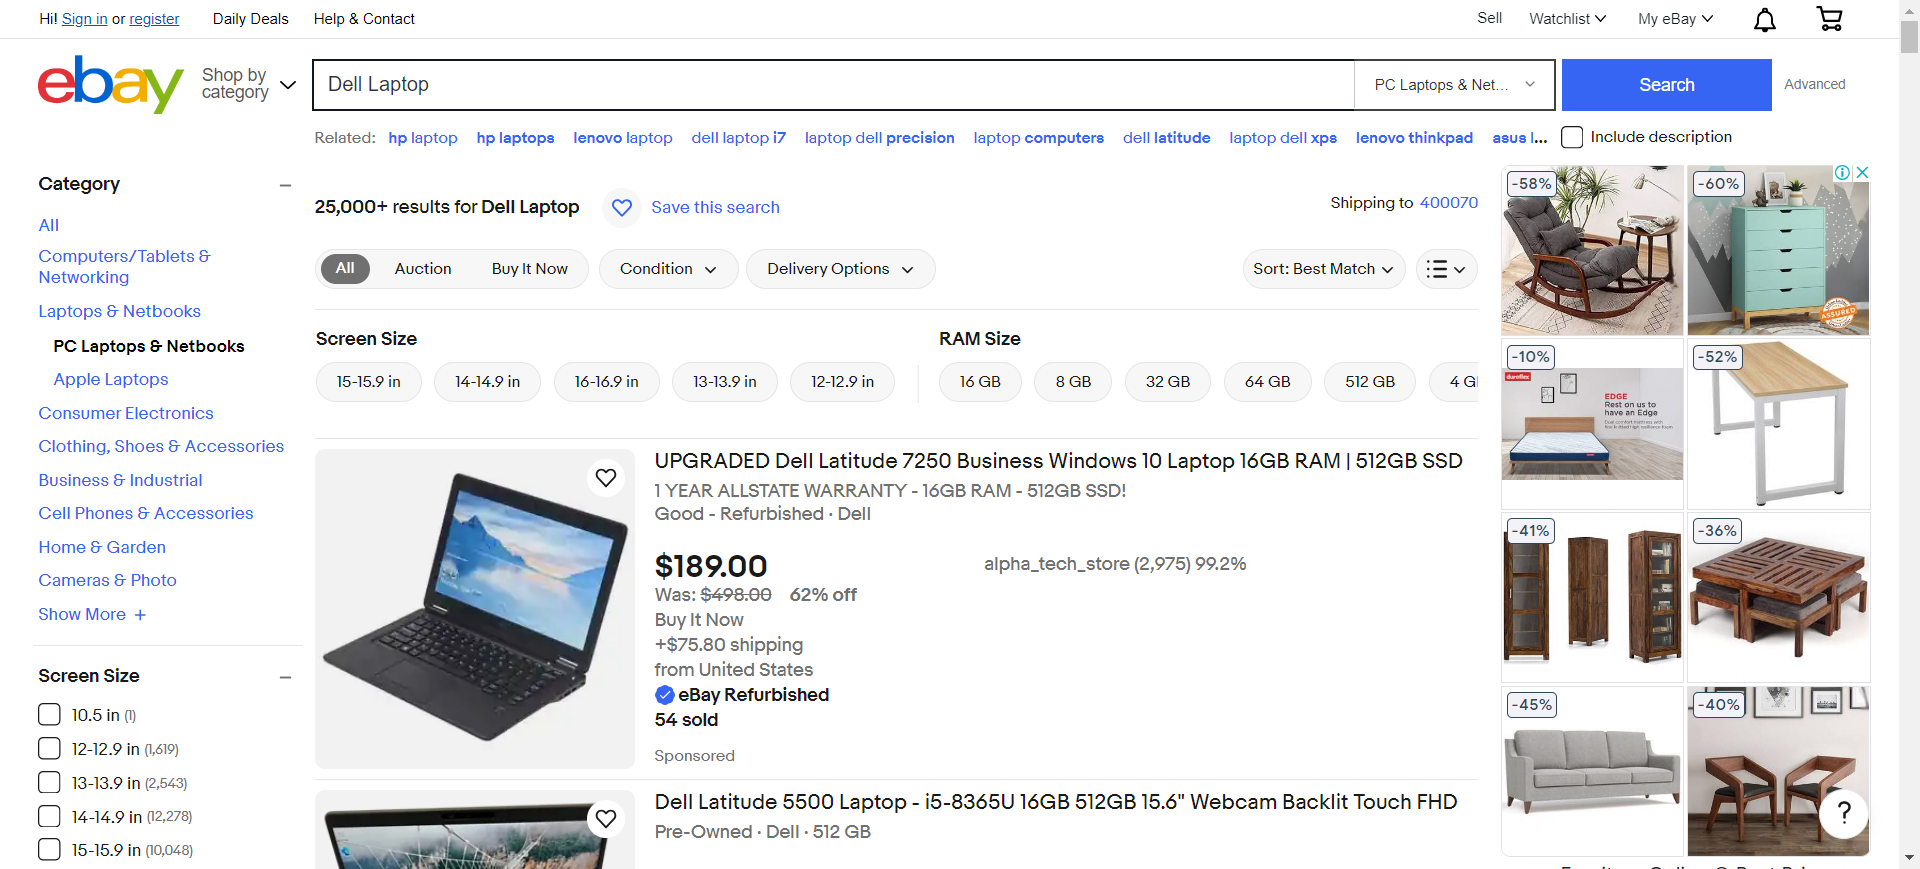 Hi! Sign in or register Daily Deals Help & Contact Sell Watchlist My eBay
ebay Shop by category Dell Laptop PC Laptops & Net... Search Advanced
Related: hp laptop hp laptops lenovo laptop dell laptop i7 laptop dell precision laptop computers dell latitude laptop dell xps lenovo thinkpad asus l... Include description
Category
All
Computers/Tablets &
Networking
Laptops & Netbooks
PC Laptops & Netbooks
Apple Laptops
Consumer Electronics
Clothing, Shoes & Accessories
Business & Industrial
Cell Phones & Accessories
Home & Garden
Cameras & Photo
Show More +
Screen Size
10.5 in (1)
12-12.9 in (1,619)
13-13.9 in (2,543)
14-14.9 in (12,278)
15-15.9 in (10,048)
25,000+ results for Dell Laptop Save this search Shipping to 400070
All Auction Buy It Now Condition Delivery Options Sort: Best Match
Screen Size
15-15.9 in 14-14.9 in 16-16.9 in 13-13.9 in 12-12.9 in
RAM Size
16 GB 8 GB 32 GB 64 GB 512 GB 4 G
UPGRADED Dell Latitude 7250 Business Windows 10 Laptop 16GB RAM | 512GB SSD
1 YEAR ALLSTATE WARRANTY - 16GB RAM - 512GB SSD!
Good - Refurbished · Dell
$189.00 alpha_tech_store (2,975) 99.2%
Was: $498.00 62% off
Buy It Now
+$75.80 shipping
from United States
eBay Refurbished
54 sold
Sponsored
Dell Latitude 5500 Laptop - i5-8365U 16GB 512GB 15.6" Webcam Backlit Touch FHD
Pre-Owned · Dell · 512 GB
-58% -60%
ASSURED
-10% -52%
duroflex
EDGE
Rest on us to
have an Edge
-41% -36%
-45% -40%
?